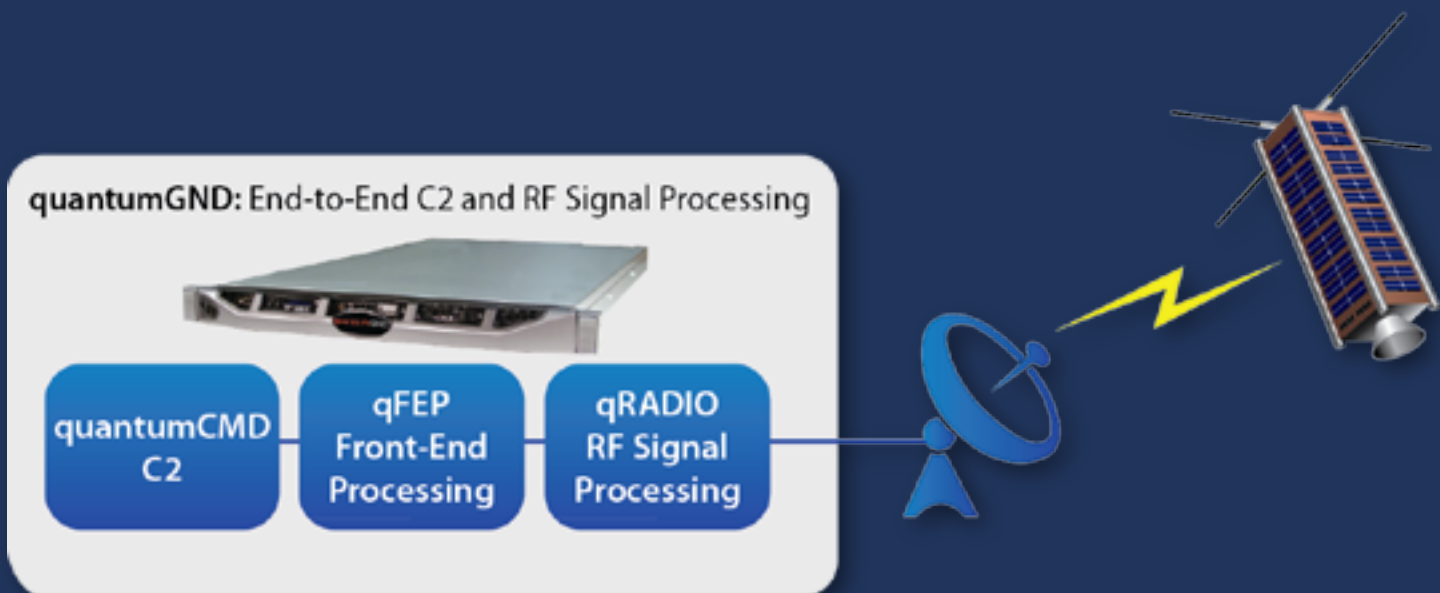 quantumGND: End-to-End C2 and RF Signal Processing
quantumCMD
C2
qFEP
Front-End
Processing
qRADIO
RF Signal
Processing